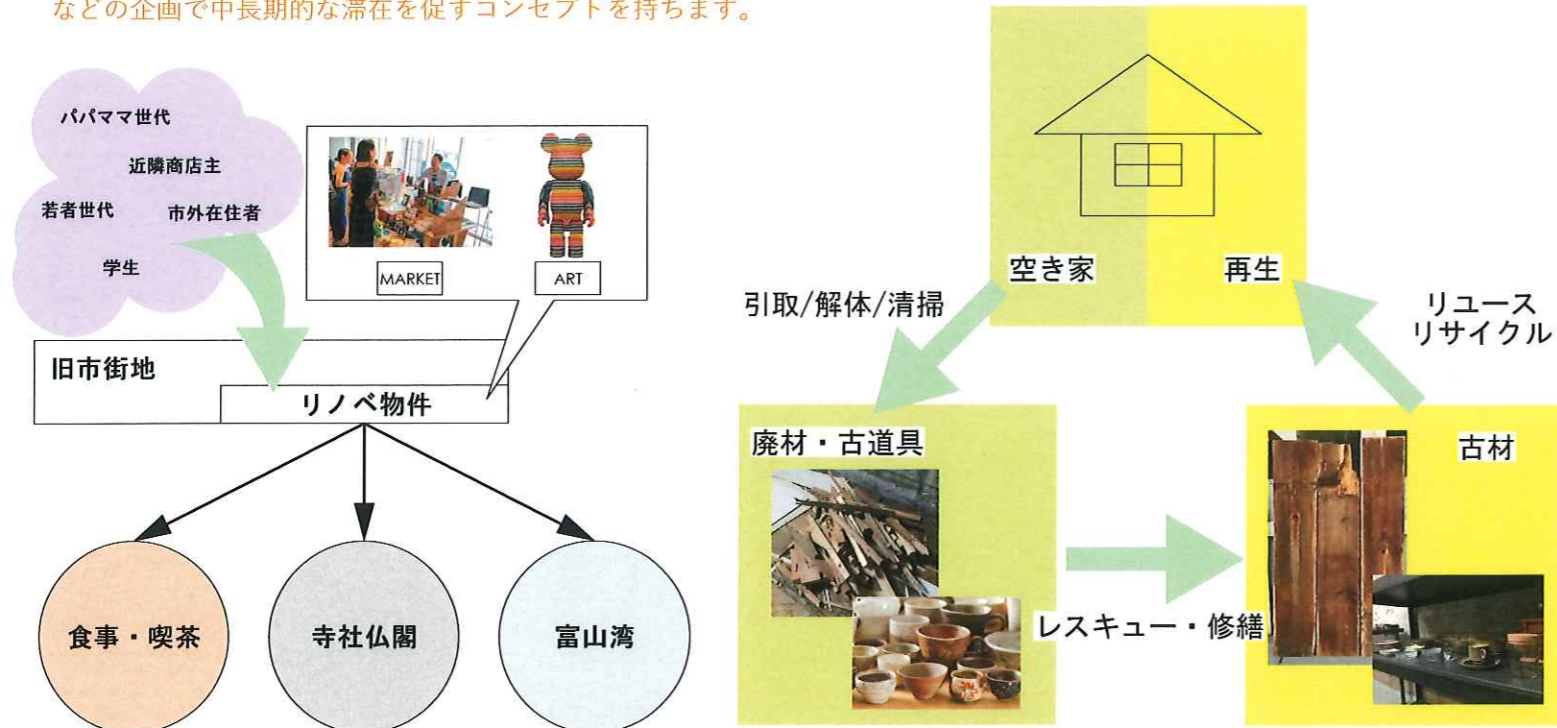 などの企画で中長期的な滞在を促すコンセプトを持ちます。
パパママ世代
近隣商店主
若者世代
市外在住者
学生
MARKET
ART
旧市街地
リノベ物件
食事・喫茶
寺社仏閣
富山湾
空き家
再生
引取/解体/清掃
リユース
リサイクル
廃材・古道具
古材
レスキュー・修繕